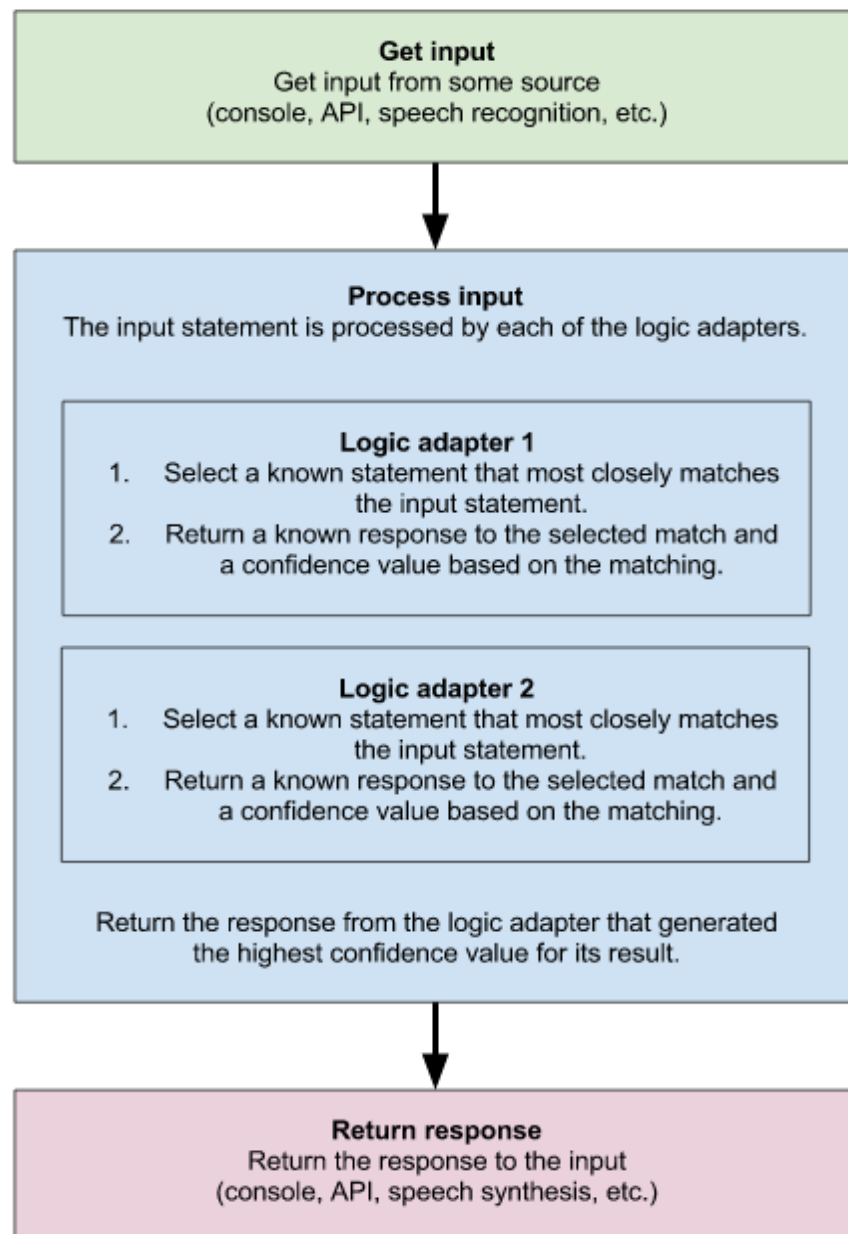 Get input
Get input from some source
(console, API, speech recognition, etc.)
Process input
The input statement is processed by each of the logic adapters.
Logic adapter 1
1. Select a known statement that most closely matches
the input statement.
2. Return a known response to the selected match and
a confidence value based on the matching.
Logic adapter 2
1. Select a known statement that most closely matches
the input statement.
2. Return a known response to the selected match and
a confidence value based on the matching.
Return the response from the logic adapter that generated
the highest confidence value for its result.
Return response
Return the response to the input
(console, API, speech synthesis, etc.)